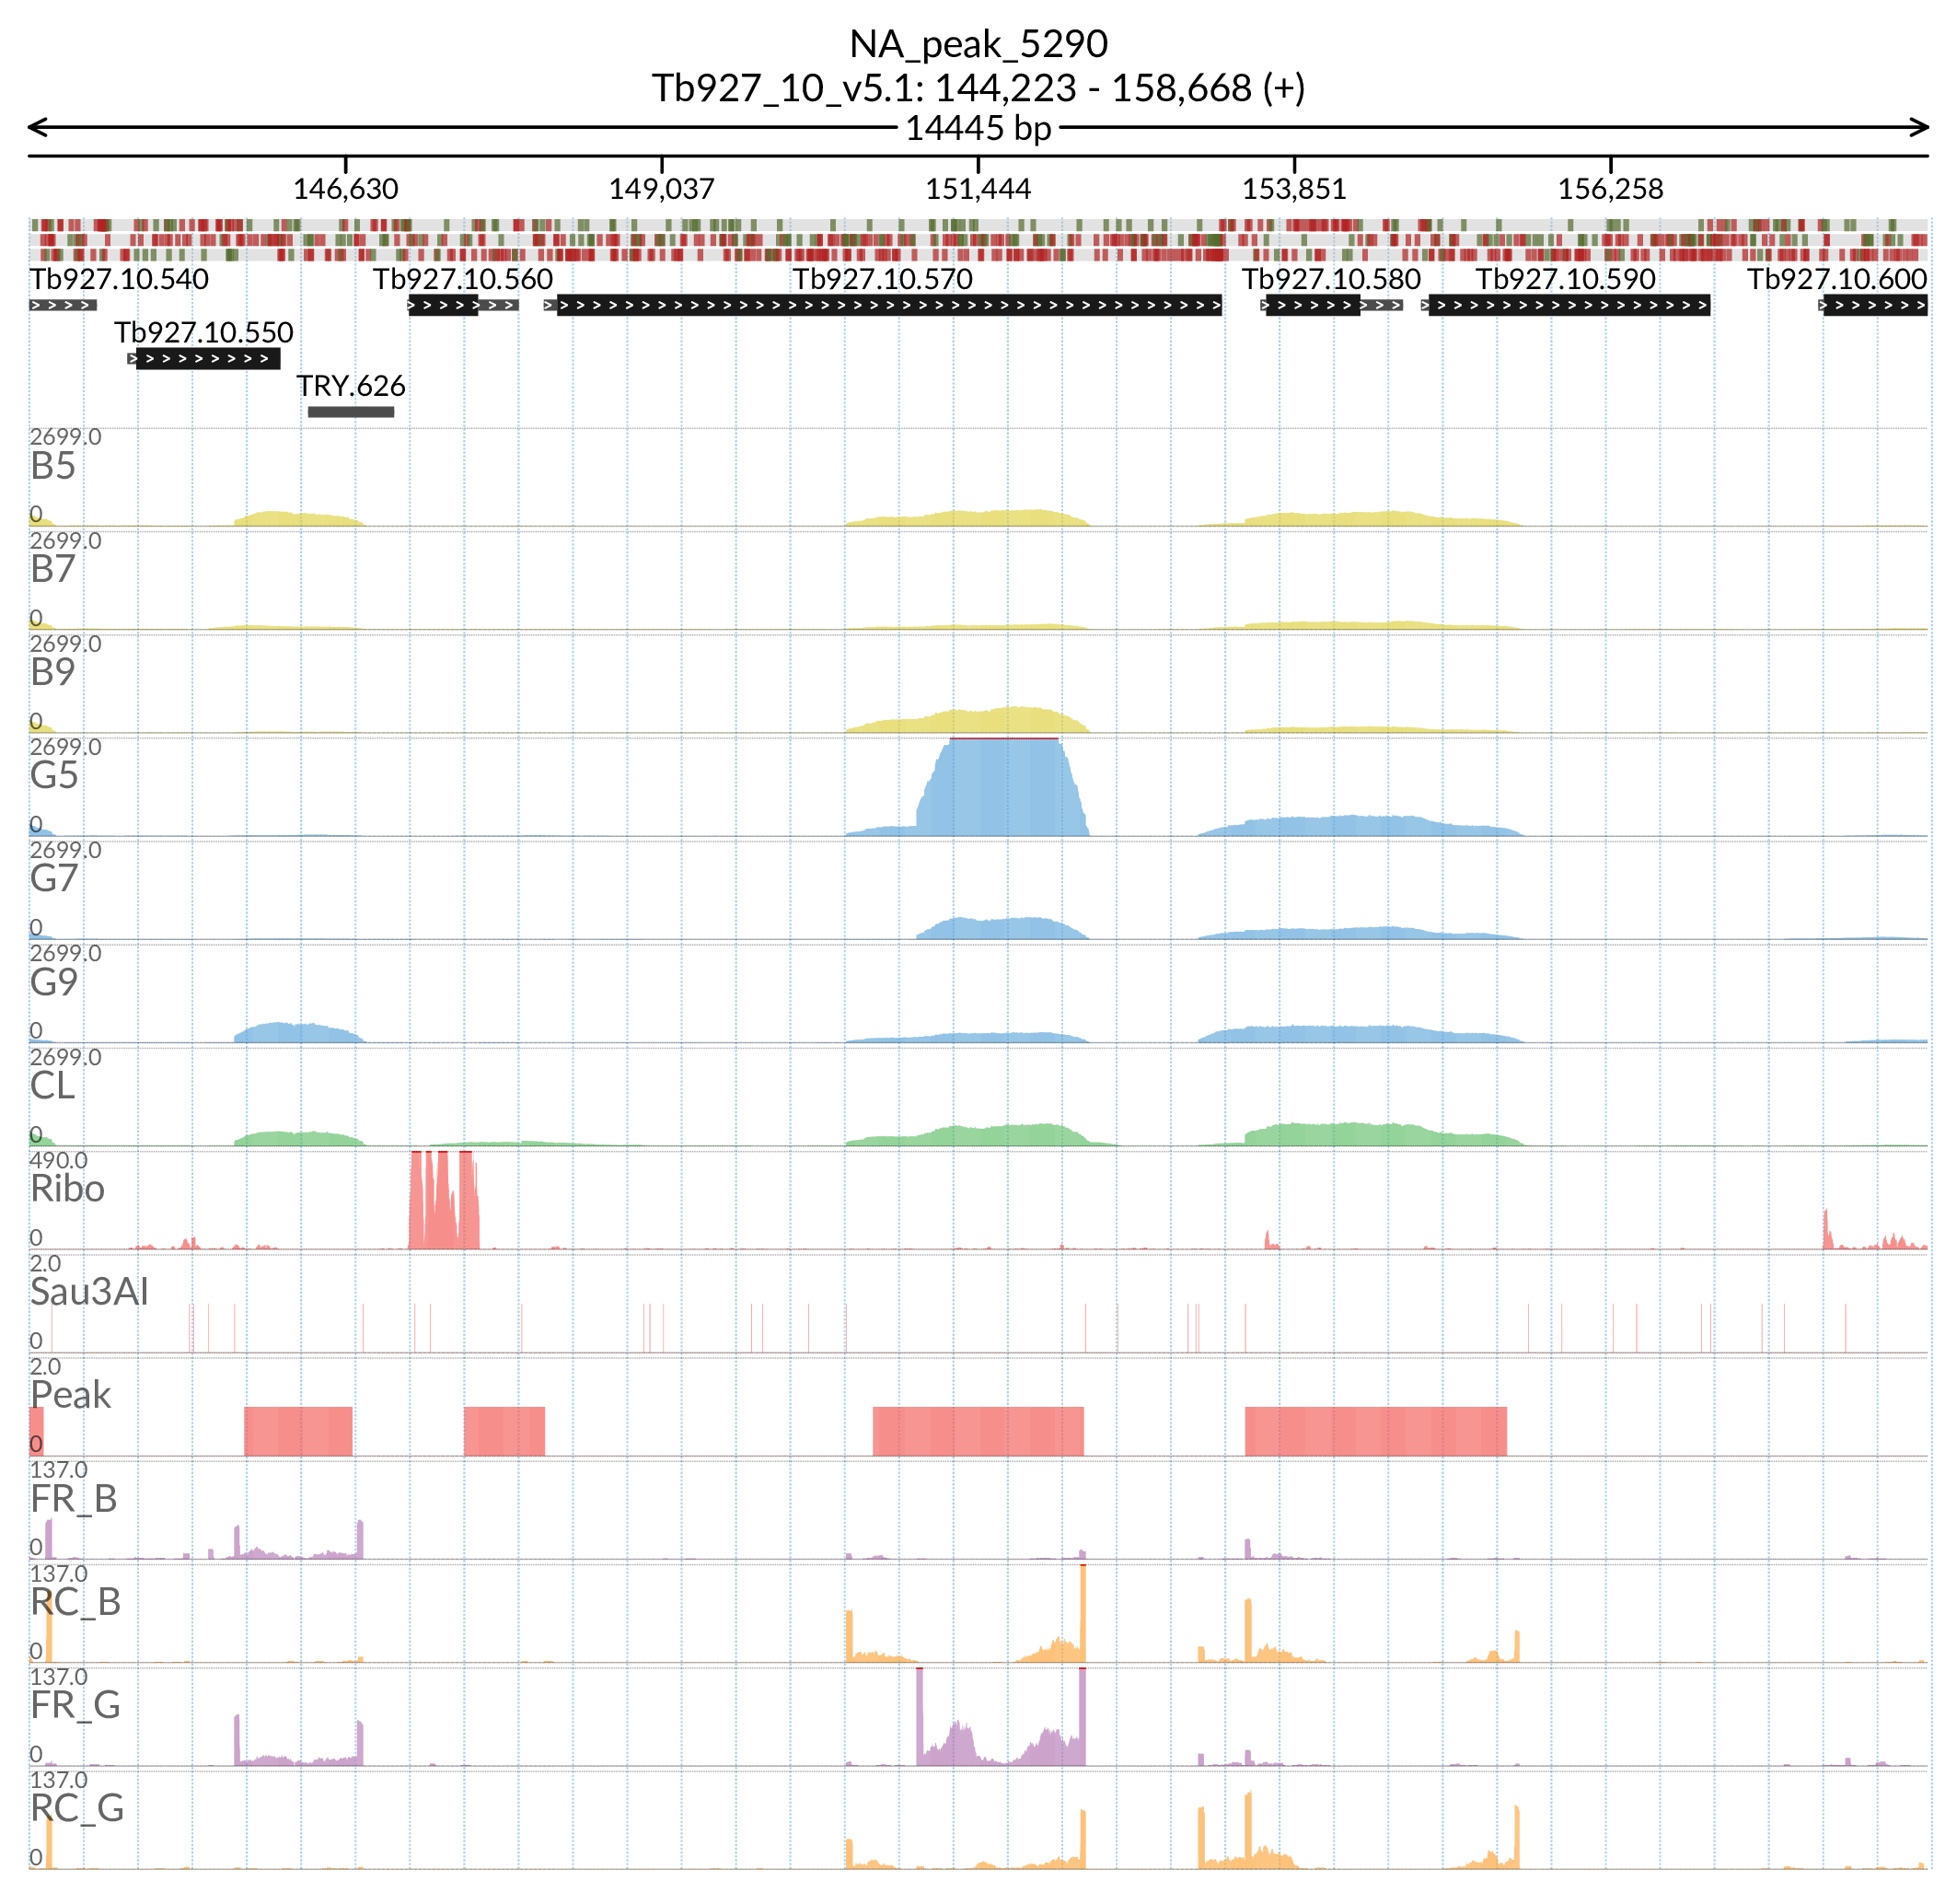 NA_peak_5290
Tb927_10_v5.1: 144,223 - 158,668 (+)
14445 bp
146,630 149,037 151,444 153,851 156,258
Tb927.10.540 Tb927.10.560 Tb927.10.570 Tb927.10.580 Tb927.10.590 Tb927.10.600
Tb927.10.550
TRY.626
2699.0
B5
0
2699.0
B7
0
2699.0
B9
0
2699.0
G5
0
2699.0
G7
0
2699.0
G9
0
2699.0
CL
0
490.0
Ribo
0
2.0
Sau3AI
0
2.0
Peak
0
137.0
FR_B
0
137.0
RC_B
0
137.0
FR_G
0
137.0
RC_G
0